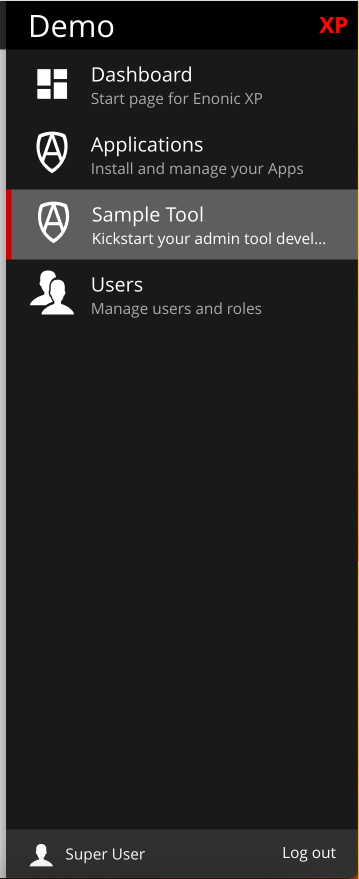 Demo XP
Dashboard
Start page for Enonic XP
Applications
Install and manage your Apps
Sample Tool
Kickstart your admin tool devel...
Users
Manage users and roles
Super User Log out